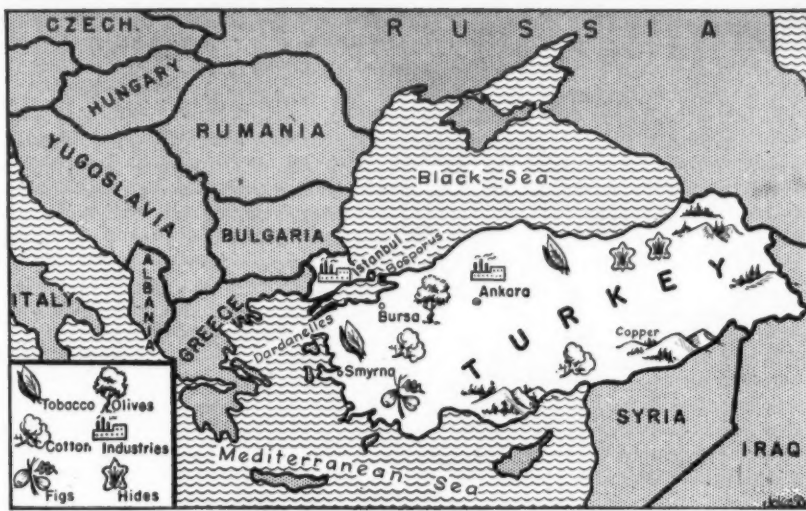 CZECH.
RUSSIA
HUNGARY
RUMANIA
YUGOSLAVIA
Black Sea
BULGARIA
ALBANIA
ITALY
GREECE
Istanbul
Bosporus
Dardanelles
Bursa
Ankara
TURKEY
Smyrna
Copper
SYRIA
IRAQ
Mediterranean Sea
Tobacco Olives
Cotton Industries
Figs Hides